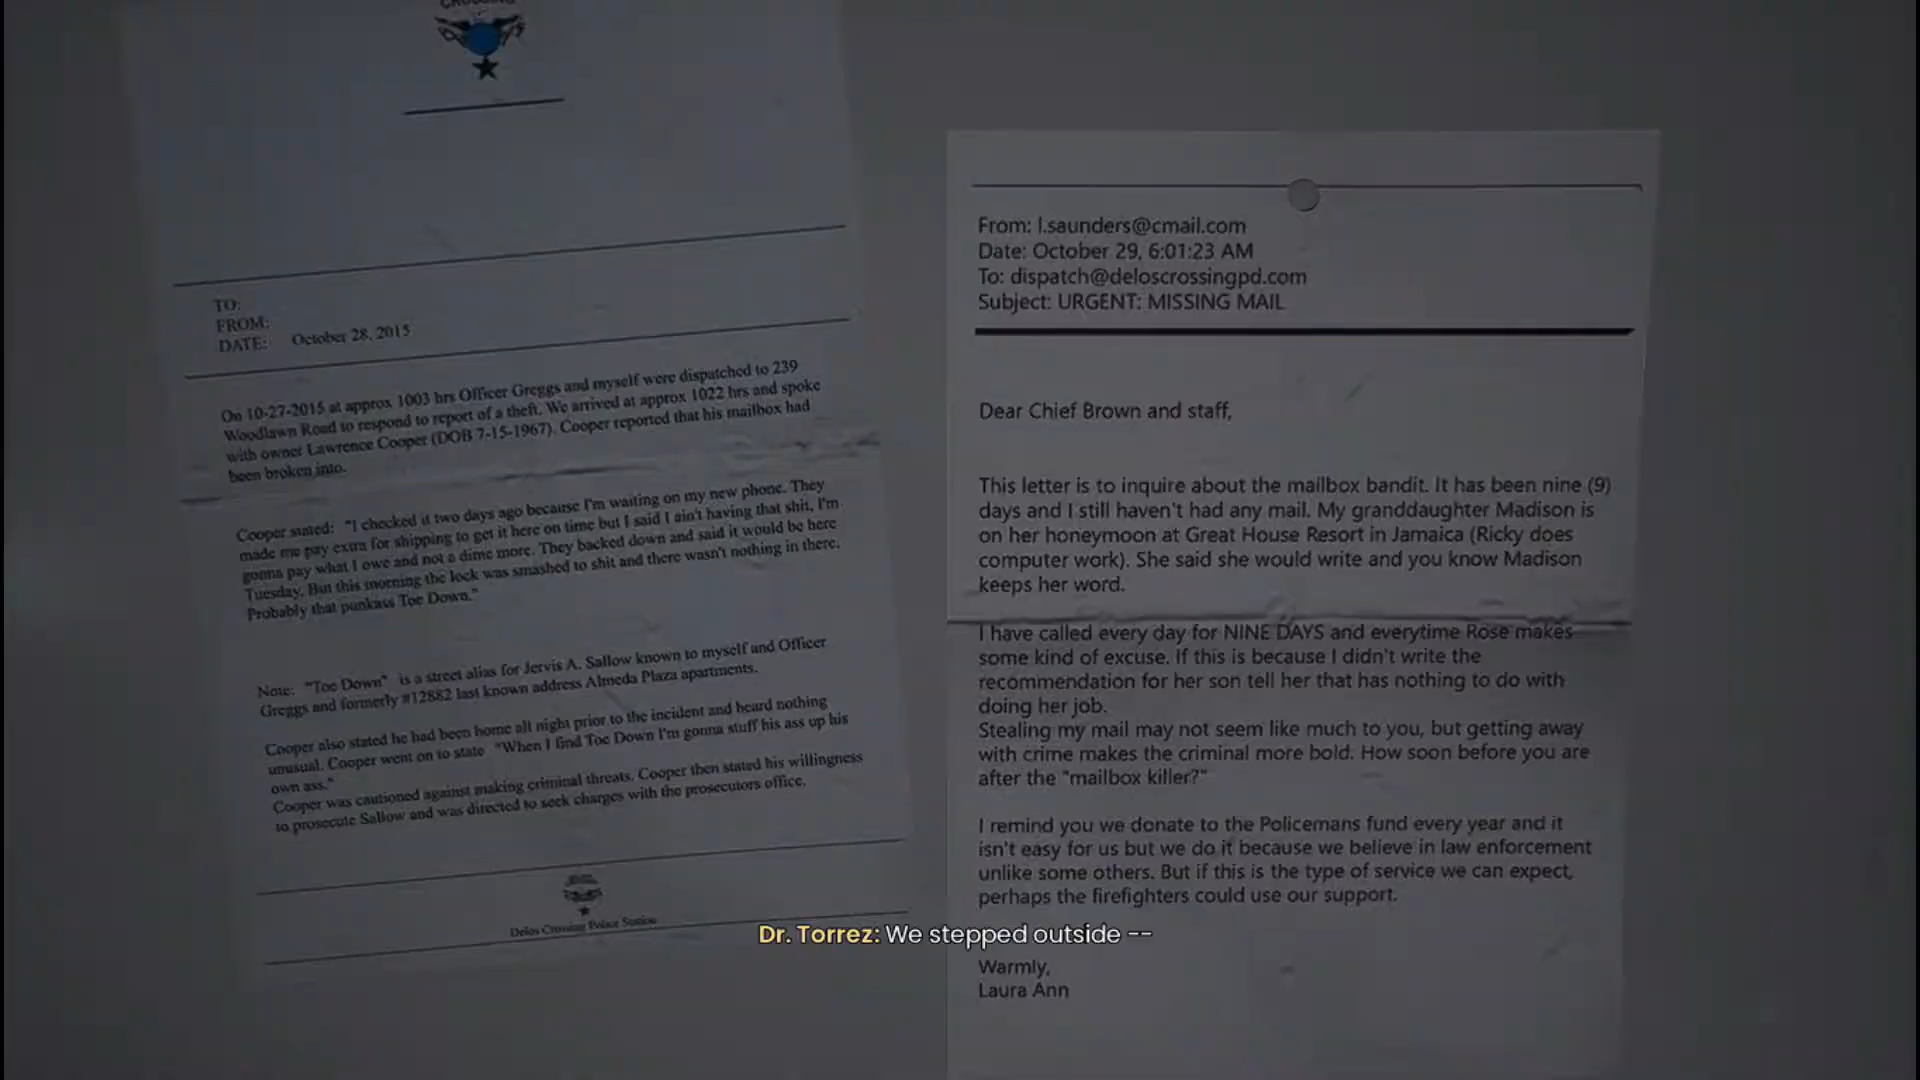 CROSSING
TO:
FROM:
DATE: October 28, 2015
On 10-27-2015 at approx 1003 hrs Officer Greggs and myself were dispatched to 239
Woodlawn Road to respond to report of a theft. We arrived at approx 1022 hrs and spoke
with owner Lawrence Cooper (DOB 7-15-1967). Cooper reported that his mailbox had
been broken into.
Cooper stated: "I checked it two days ago because I'm waiting on my new phone. They
made me pay extra for shipping to get it here on time but I said I ain't having that shit, I'm
gonna pay what I owe and not a dime more. They backed down and said it would be here
Tuesday. But this morning the lock was smashed to shit and there wasn't nothing in there.
Probably that punkass Toe Down."
Note: "Toe Down" is a street alias for Jervis A. Sallow known to myself and Officer
Greggs and formerly #12882 last known address Almeda Plaza apartments.
Cooper also stated he had been home all night prior to the incident and heard nothing
unusual. Cooper went on to state "When I find Toe Down I'm gonna stuff his ass up his
own ass."
Cooper was cautioned against making criminal threats. Cooper then stated his willingness
to prosecute Sallow and was directed to seek charges with the prosecutors office.
Delos Crossing Police Station
From: l.saunders@cmail.com
Date: October 29, 6:01:23 AM
To: dispatch@deloscrossingpd.com
Subject: URGENT: MISSING MAIL
Dear Chief Brown and staff,
This letter is to inquire about the mailbox bandit. It has been nine (9)
days and I still haven't had any mail. My granddaughter Madison is
on her honeymoon at Great House Resort in Jamaica (Ricky does
computer work). She said she would write and you know Madison
keeps her word.
I have called every day for NINE DAYS and everytime Rose makes
some kind of excuse. If this is because I didn't write the
recommendation for her son tell her that has nothing to do with
doing her job.
Stealing my mail may not seem like much to you, but getting away
with crime makes the criminal more bold. How soon before you are
after the "mailbox killer?"
I remind you we donate to the Policemans fund every year and it
isn't easy for us but we do it because we believe in law enforcement
unlike some others. But if this is the type of service we can expect,
perhaps the firefighters could use our support.
Warmly,
Laura Ann
Dr. Torrez: We stepped outside --